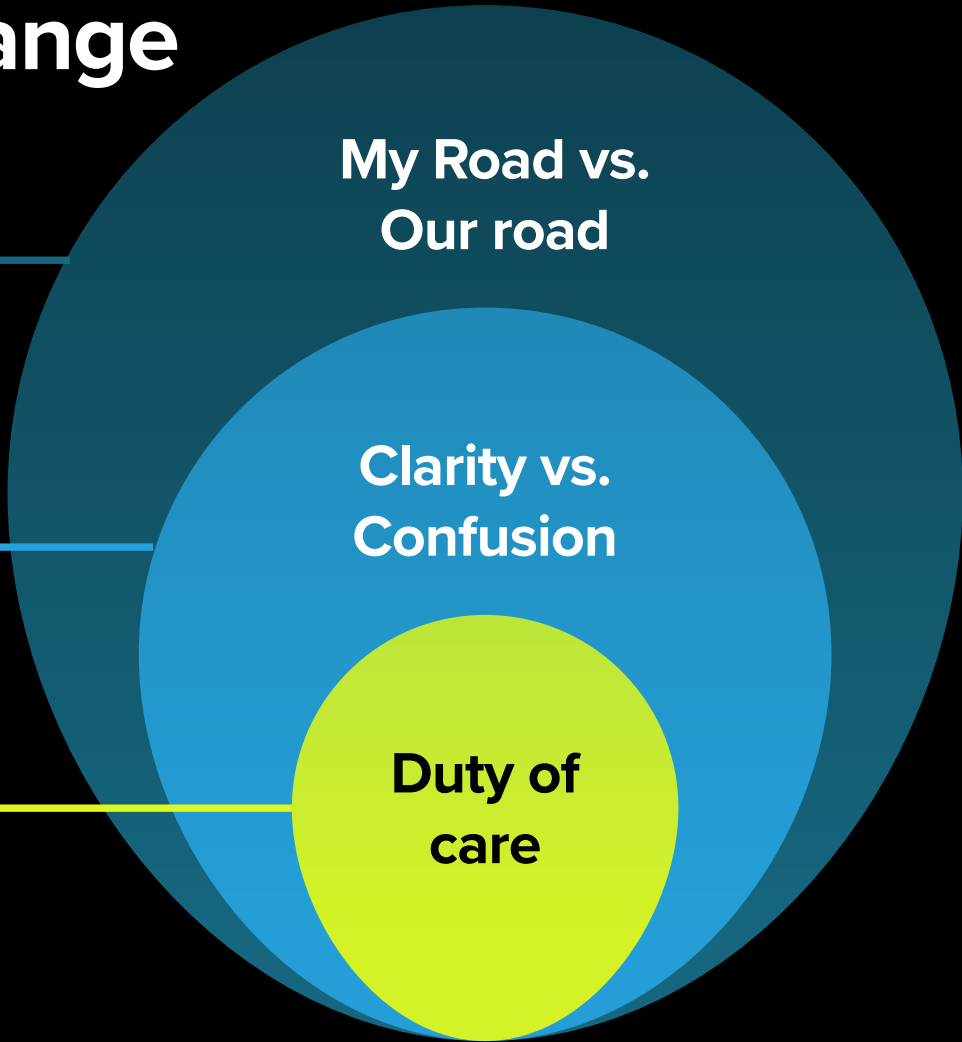 ange
My Road vs.
Our road
Clarity vs.
Confusion
Duty of
care